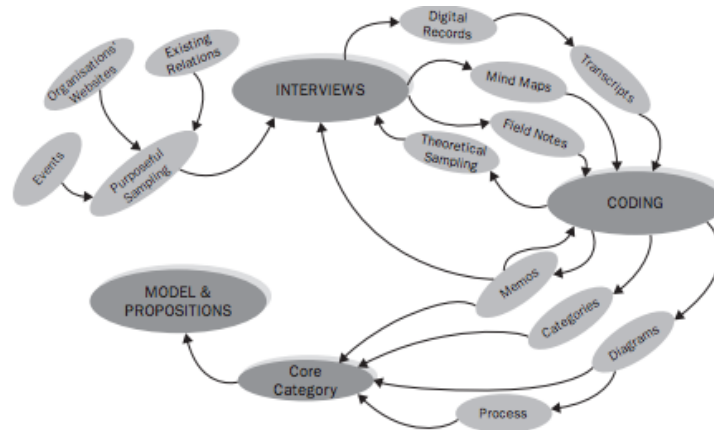 Digital
Records
Organisations'
Websites
Existing
Relations
INTERVIEWS
Mind Maps
Transcripts
Field Notes
Theoretical
Sampling
Events
Purposeful
Sampling
CODING
Memos
MODEL &
PROPOSITIONS
Categories
Diagrams
Core
Category
Process